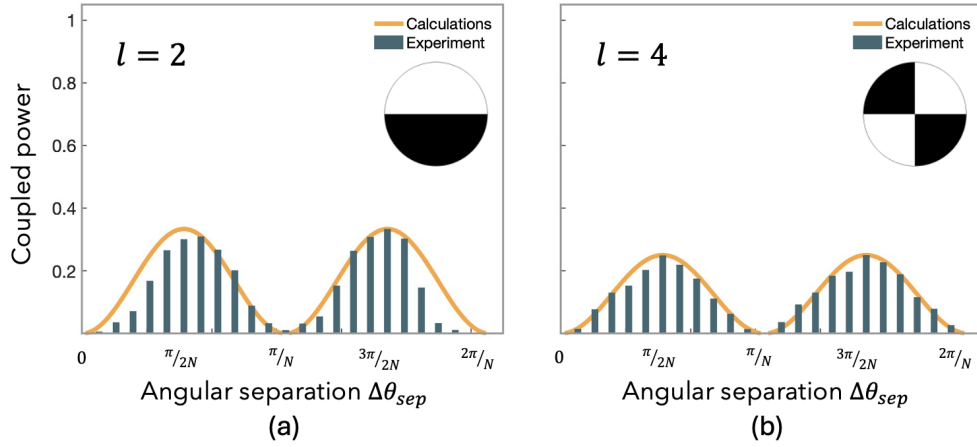 1
0.8
0.6
0.4
0.2
Coupled power
l = 2
Calculations
Experiment
0 π/2N π/N 3π/2N 2π/N
Angular separation Δθsep
(a)
l = 4
Calculations
Experiment
0 π/2N π/N 3π/2N 2π/N
Angular separation Δθsep
(b)